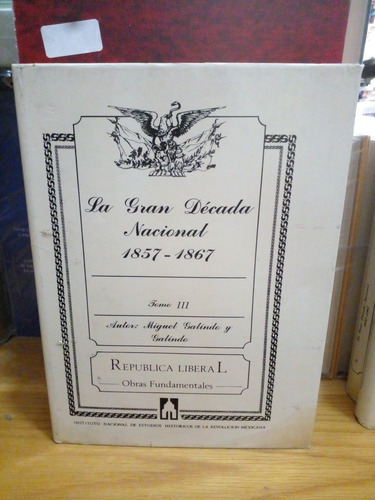 La Gran Década
Nacional
1857-1867
Tomo III
Autor: Miguel Galindo y
Galindo
REPUBLICA LIBERAL
Obras Fundamentales
INSTITUTO NACIONAL DE ESTUDIOS HISTORICOS DE LA REVOLUCION MEXICANA